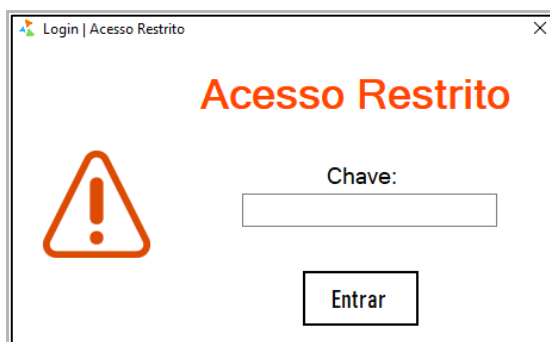 Login | Acesso Restrito
Acesso Restrito
Chave:
Entrar